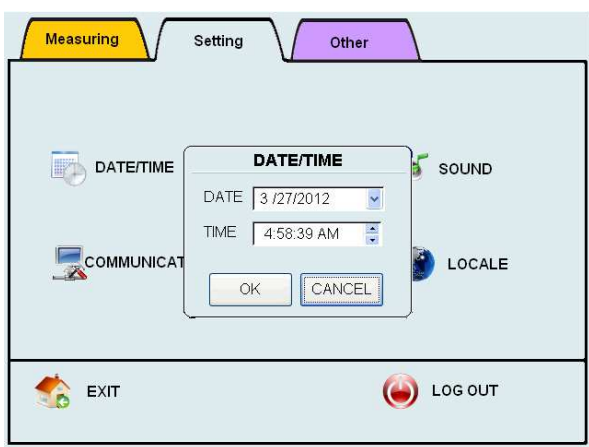 Measuring
Setting
Other
DATE/TIME
SOUND
COMMUNICAT
LOCALE
DATE/TIME
DATE 3 /27/2012
TIME 4:58:39 AM
OK
CANCEL
EXIT
LOG OUT